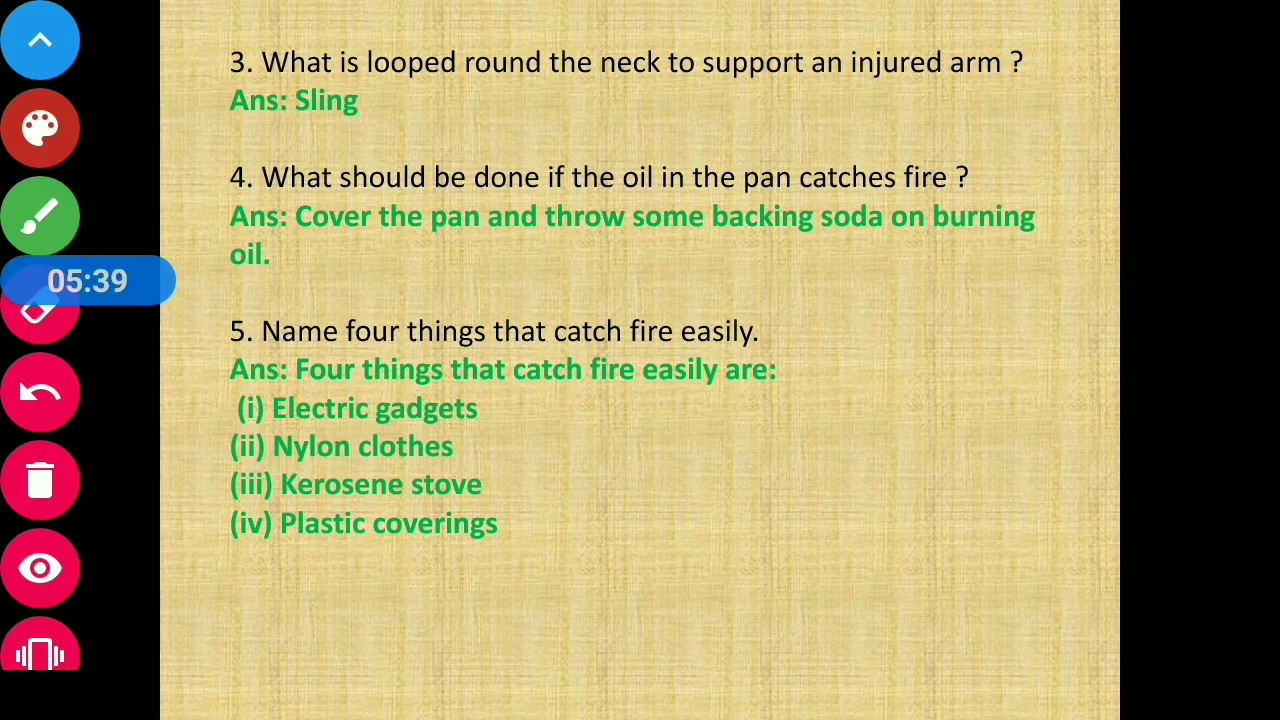 3. What is looped round the neck to support an injured arm ?
Ans: Sling
4. What should be done if the oil in the pan catches fire ?
Ans: Cover the pan and throw some backing soda on burning
oil.
05:39
5. Name four things that catch fire easily.
Ans: Four things that catch fire easily are:
(i) Electric gadgets
(ii) Nylon clothes
(iii) Kerosene stove
(iv) Plastic coverings